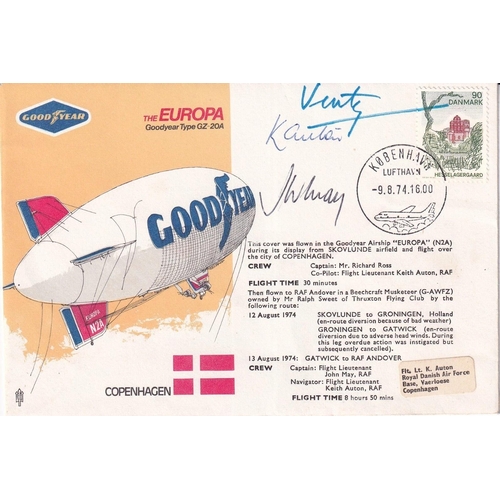 GOOD YEAR
THE EUROPA
Goodyear Type GZ-20A
K Auton
90
DANMARK
HESSELAGERGAARD
KØBENHAVN
LUFTHAVN
-9.8.74.16.00
GOOD YEAR
EUROPA
N2A
This cover was flown in the Goodyear Airship "EUROPA" (N2A)
during its display from SKOVLUNDE airfield and flight over
the city of COPENHAGEN.
CREW Captain: Mr. Richard Ross
Co-Pilot: Flight Lieutenant Keith Auton, RAF
FLIGHT TIME 30 minutes
Then flown to RAF Andover in a Beechcraft Musketeer (G-AWFZ)
owned by Mr Ralph Sweet of Thruxton Flying Club by the
following route:
12 August 1974 SKOVLUNDE to GRONINGEN, Holland
(en-route diversion because of bad weather)
GRONINGEN to GATWICK (en-route
diversion due to adverse head winds. During
this leg overdue action was instigated but
subsequently cancelled).
13 August 1974: GATWICK to RAF ANDOVER
CREW Captain: Flight Lieutenant
John May, RAF
Navigator: Flight Lieutenant
Keith Auton, RAF
FLIGHT TIME 8 hours 50 mins
COPENHAGEN
Flt. Lt. K. Auton
Royal Danish Air Force
Base, Vaerlose
Copenhagen